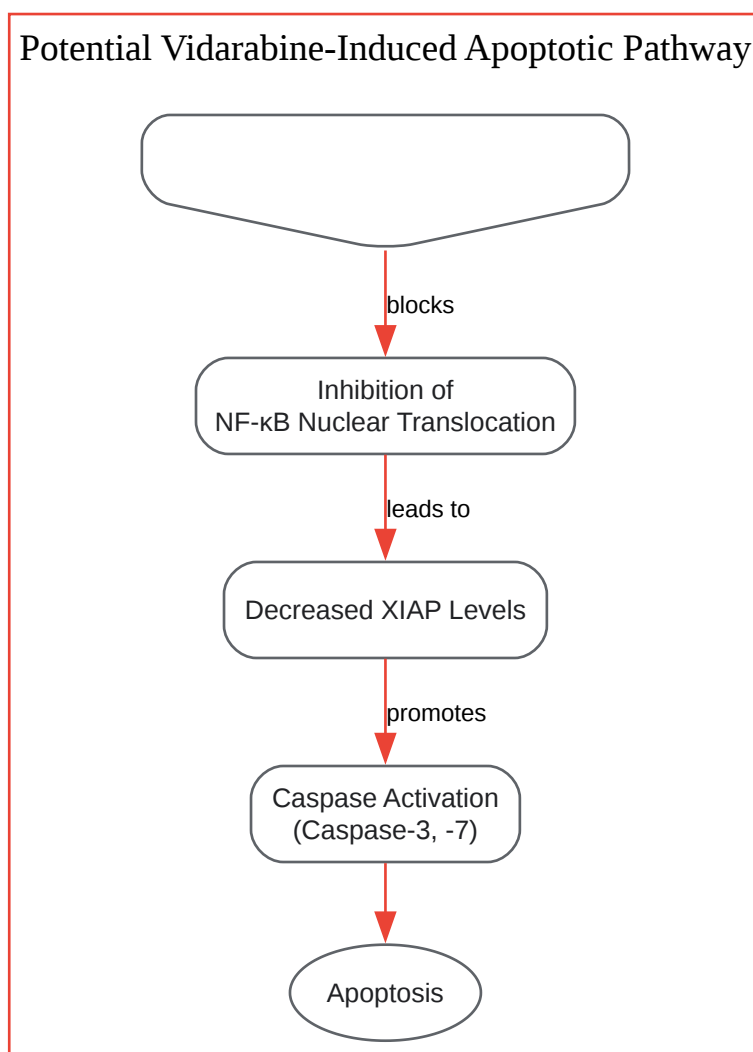 Potential Vidarabine-Induced Apoptotic Pathway
blocks
Inhibition of
NF-κB Nuclear Translocation
leads to
Decreased XIAP Levels
promotes
Caspase Activation
(Caspase-3, -7)
Apoptosis